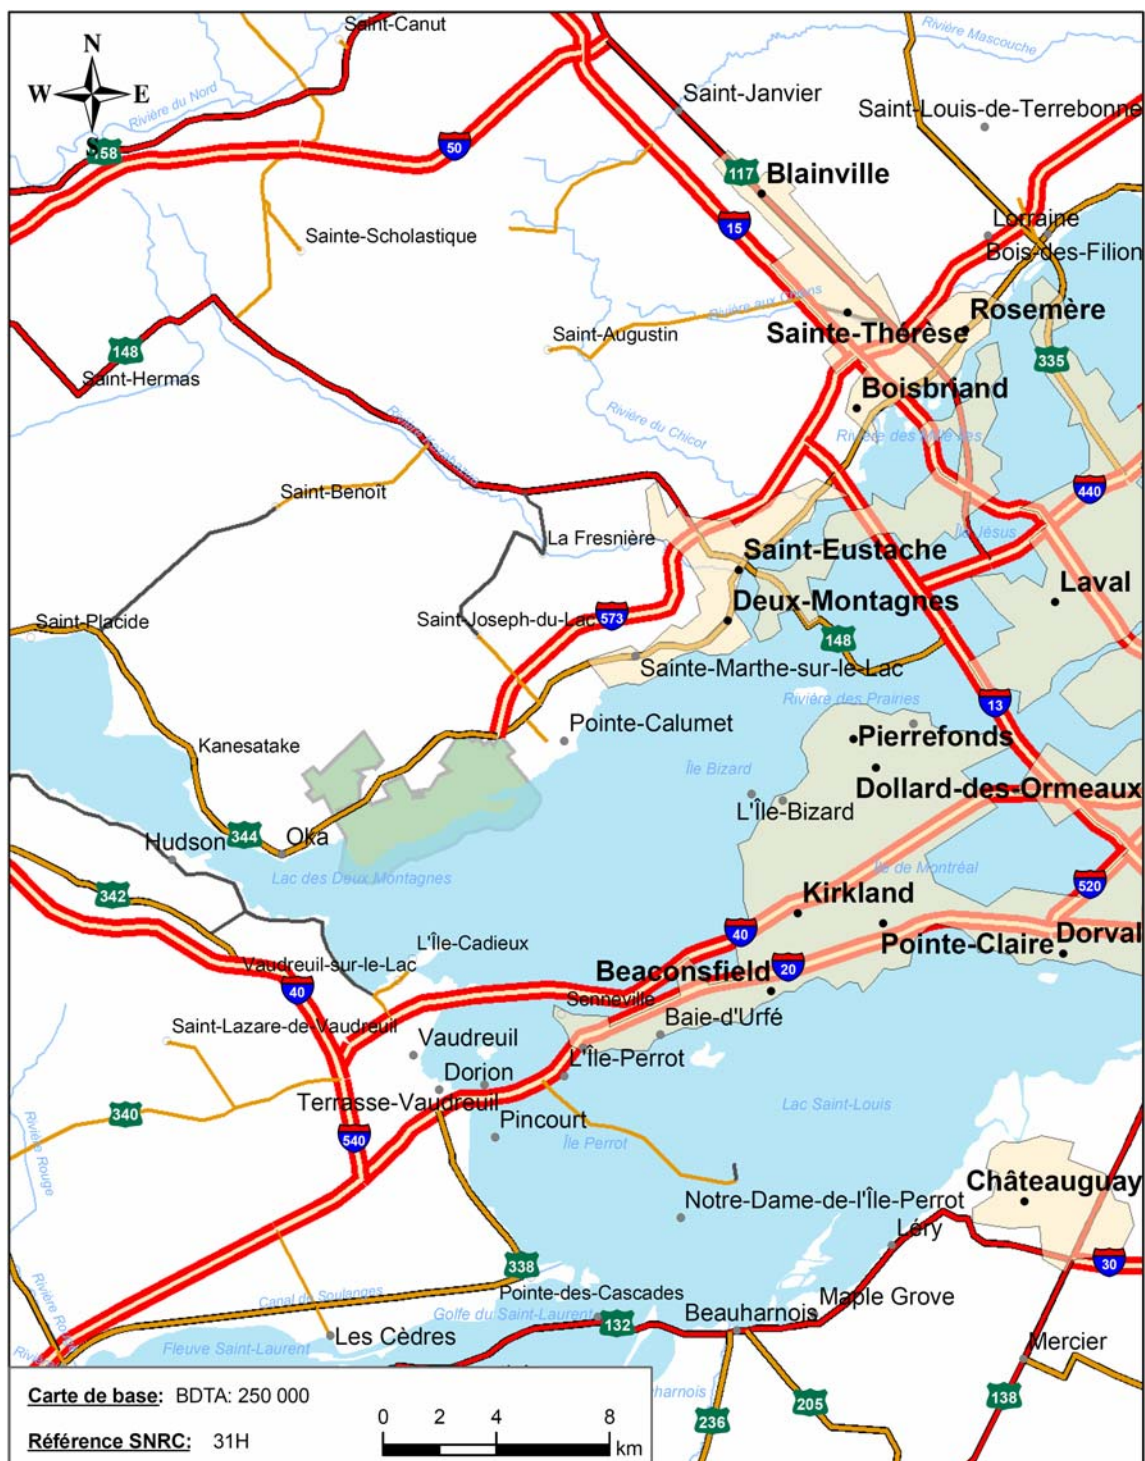 Saint-Canut
N
W E
S
Rivière du Nord
158
50
Saint-Janvier
Rivière Mascouche
Saint-Louis-de-Terrebonne
117
Blainville
15
Sainte-Scholastique
Lorraine
Bois-des-Filion
Rivière aux Chiens
Sainte-Thérèse
Rosemère
Saint-Augustin
148
Saint-Hermas
335
Boisbriand
Rivière du Chicot
Rivière des Mille Îles
Saint-Benoît
440
La Fresnière
Île Jésus
Saint-Eustache
Laval
Deux-Montagnes
Saint-Placide
Saint-Joseph-du-Lac
573
148
Sainte-Marthe-sur-le-Lac
Rivière des Prairies
13
Pointe-Calumet
Pierrefonds
Kanesatake
Île Bizard
Dollard-des-Ormeaux
L'Île-Bizard
344
Oka
Hudson
Lac des Deux Montagnes
Île de Montréal
520
342
Kirkland
40
Pointe-Claire
Dorval
L'Île-Cadieux
Vaudreuil-sur-le-Lac
Beaconsfield
20
40
Senneville
Saint-Lazare-de-Vaudreuil
Baie-d'Urfé
Vaudreuil
L'Île-Perrot
Dorion
Terrasse-Vaudreuil
Lac Saint-Louis
340
Pincourt
540
Île Perrot
Rivière Rouge
Châteauguay
Notre-Dame-de-l'Île-Perrot
Léry
338
30
Rivière Rouge
Canal de Soulanges
Pointe-des-Cascades
Golfe du Saint-Laurent
132
Beauharnois
Maple Grove
Les Cèdres
Fleuve Saint-Laurent
Mercier
138
205
236
Carte de base: BDTA: 250 000
Référence SNRC: 31H
0 2 4 8
km